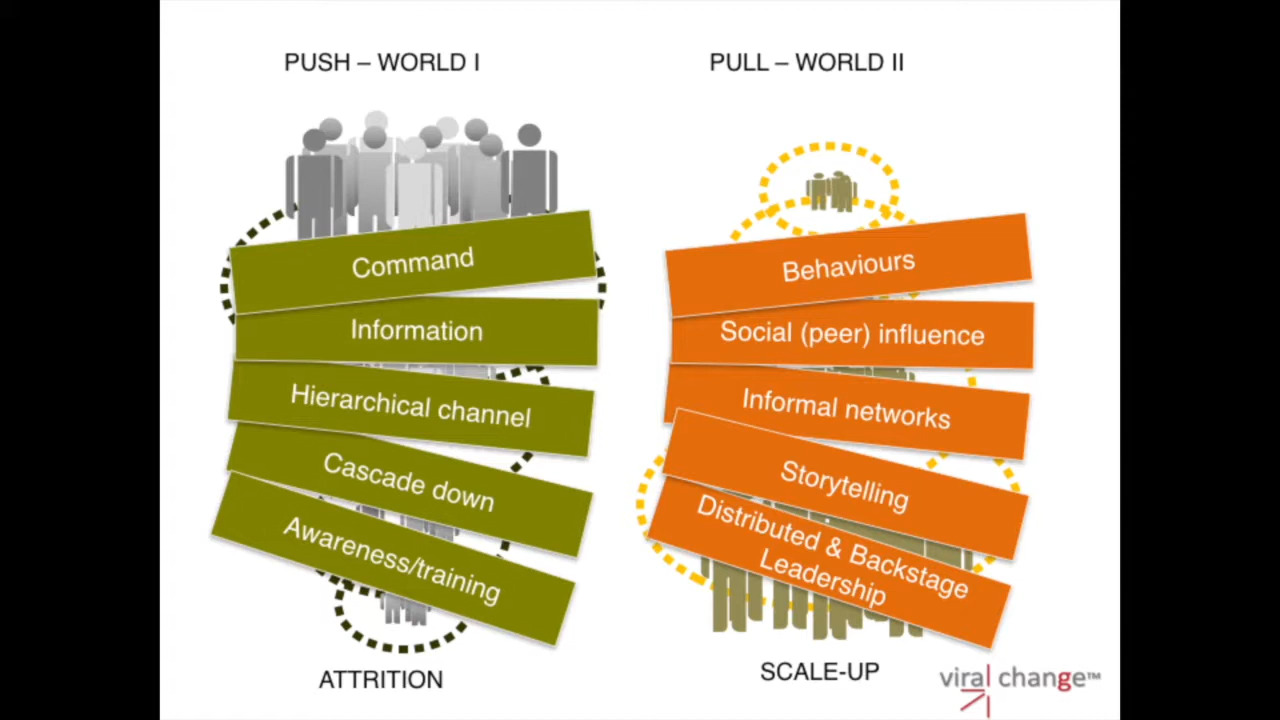 PUSH – WORLD I
Command
Information
Hierarchical channel
Cascade down
Awareness/training
ATTRITION
PULL – WORLD II
Behaviours
Social (peer) influence
Informal networks
Storytelling
Distributed & Backstage
Leadership
SCALE-UP
viral change™